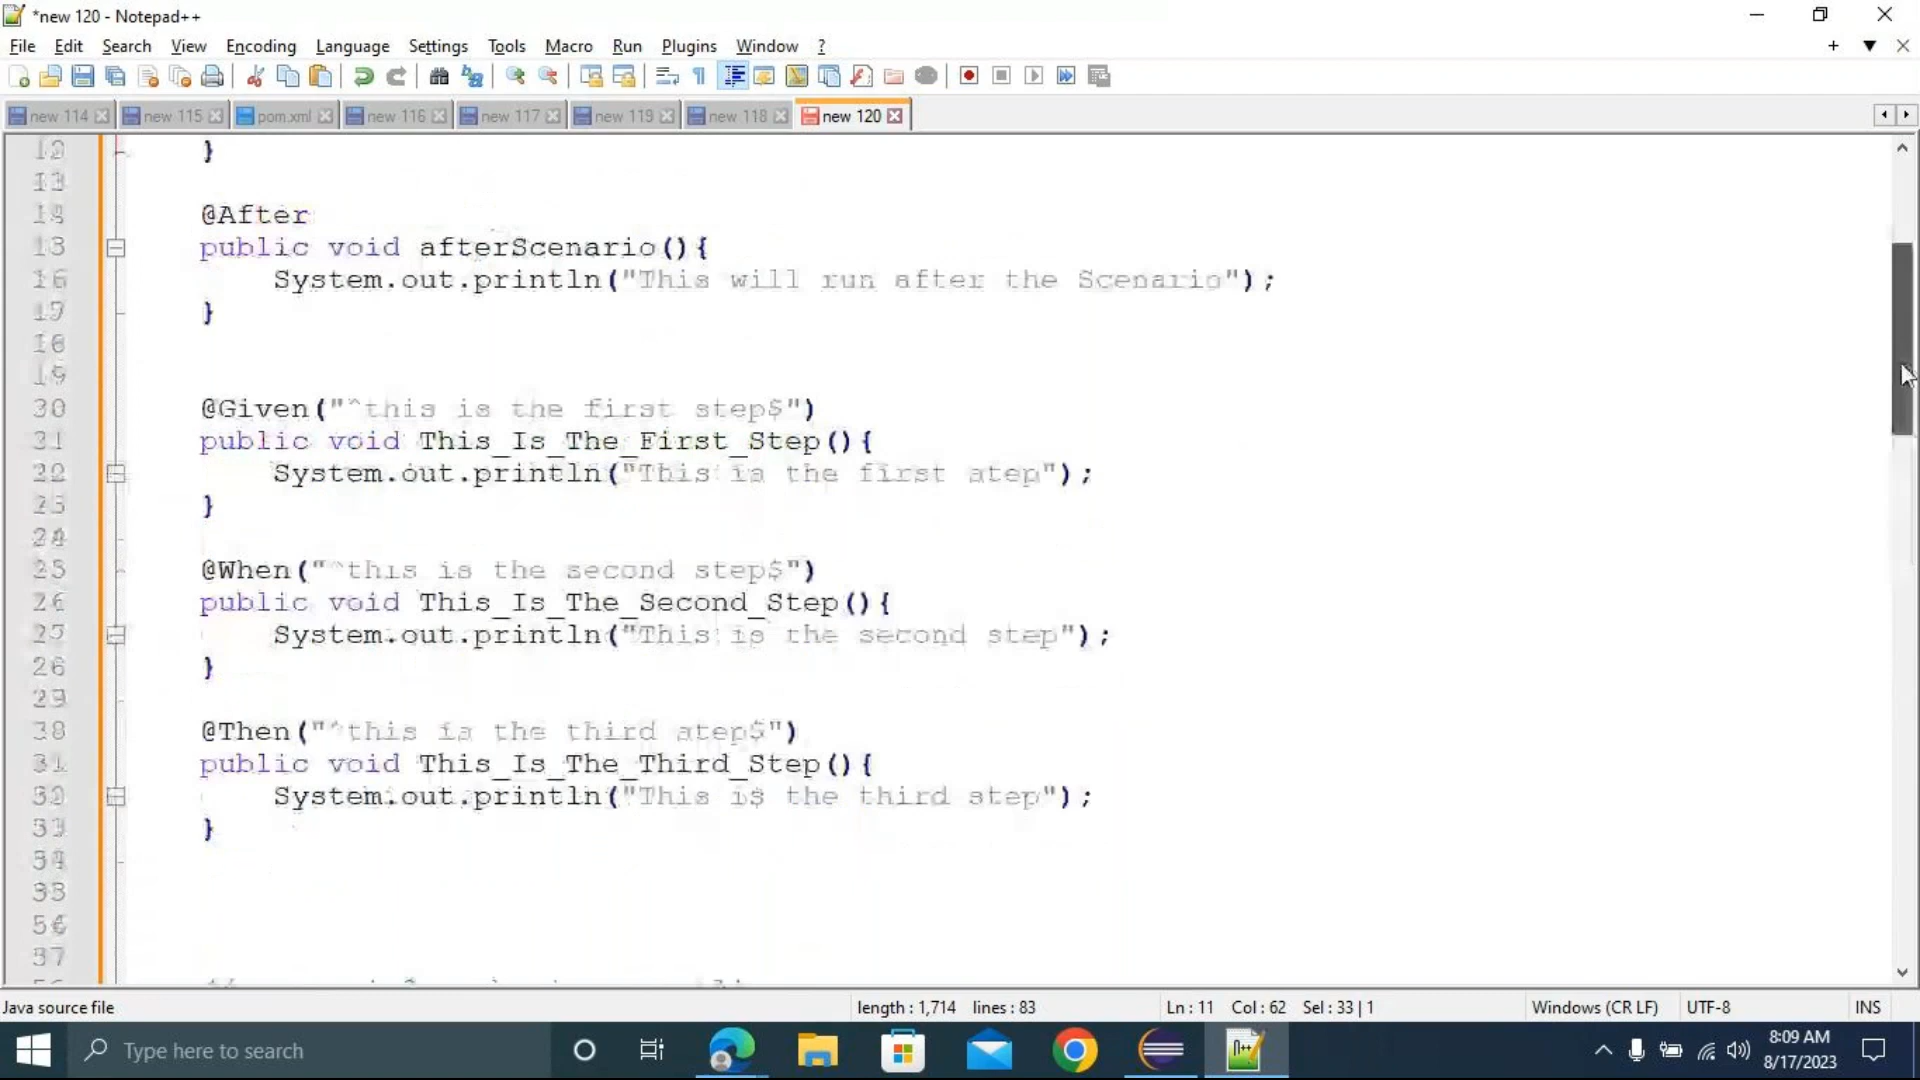 *new 120 - Notepad++
File Edit Search View Encoding Language Settings Tools Macro Run Plugins Window ?
new 114 new 115 pom.xml new 116 new 117 new 119 new 118 new 120
}
@After
public void afterScenario(){
System.out.println("This will run after the Scenario");
}
@Given("^this is the first step$")
public void This_Is_The_First_Step(){
System.out.println("This is the first step");
}
@When("^this is the second step$")
public void This_Is_The_Second_Step(){
System.out.println("This is the second step");
}
@Then("^this is the third step$")
public void This_Is_The_Third_Step(){
System.out.println("This is the third step");
}
Java source file length : 1,714 lines : 83 Ln : 11 Col : 62 Sel : 33 | 1 Windows (CR LF) UTF-8 INS
Type here to search
8:09 AM
8/17/2023